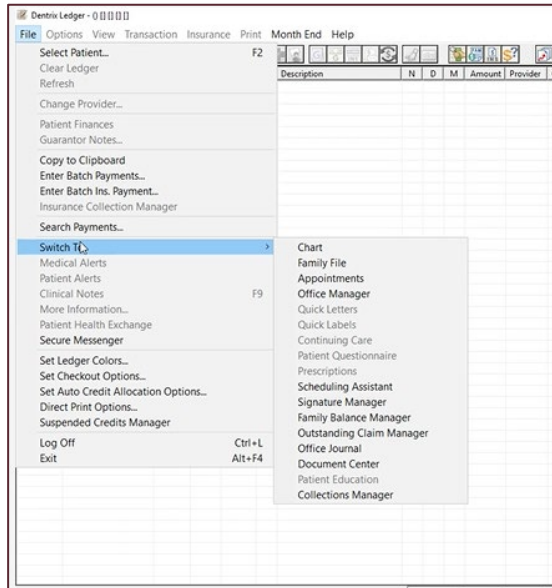 Dentrix Ledger - () [] [] [] []
File Options View Transaction Insurance Print Month End Help
Description N D M Amount Provider
Select Patient... F2
Clear Ledger
Refresh
Change Provider...
Patient Finances
Guarantor Notes...
Copy to Clipboard
Enter Batch Payments...
Enter Batch Ins. Payment...
Insurance Collection Manager
Search Payments...
Switch To
Medical Alerts
Patient Alerts
Clinical Notes F9
More Information...
Patient Health Exchange
Secure Messenger
Set Ledger Colors...
Set Checkout Options...
Set Auto Credit Allocation Options...
Direct Print Options...
Suspended Credits Manager
Log Off Ctrl+L
Exit Alt+F4
Chart
Family File
Appointments
Office Manager
Quick Letters
Quick Labels
Continuing Care
Patient Questionnaire
Prescriptions
Scheduling Assistant
Signature Manager
Family Balance Manager
Outstanding Claim Manager
Office Journal
Document Center
Patient Education
Collections Manager